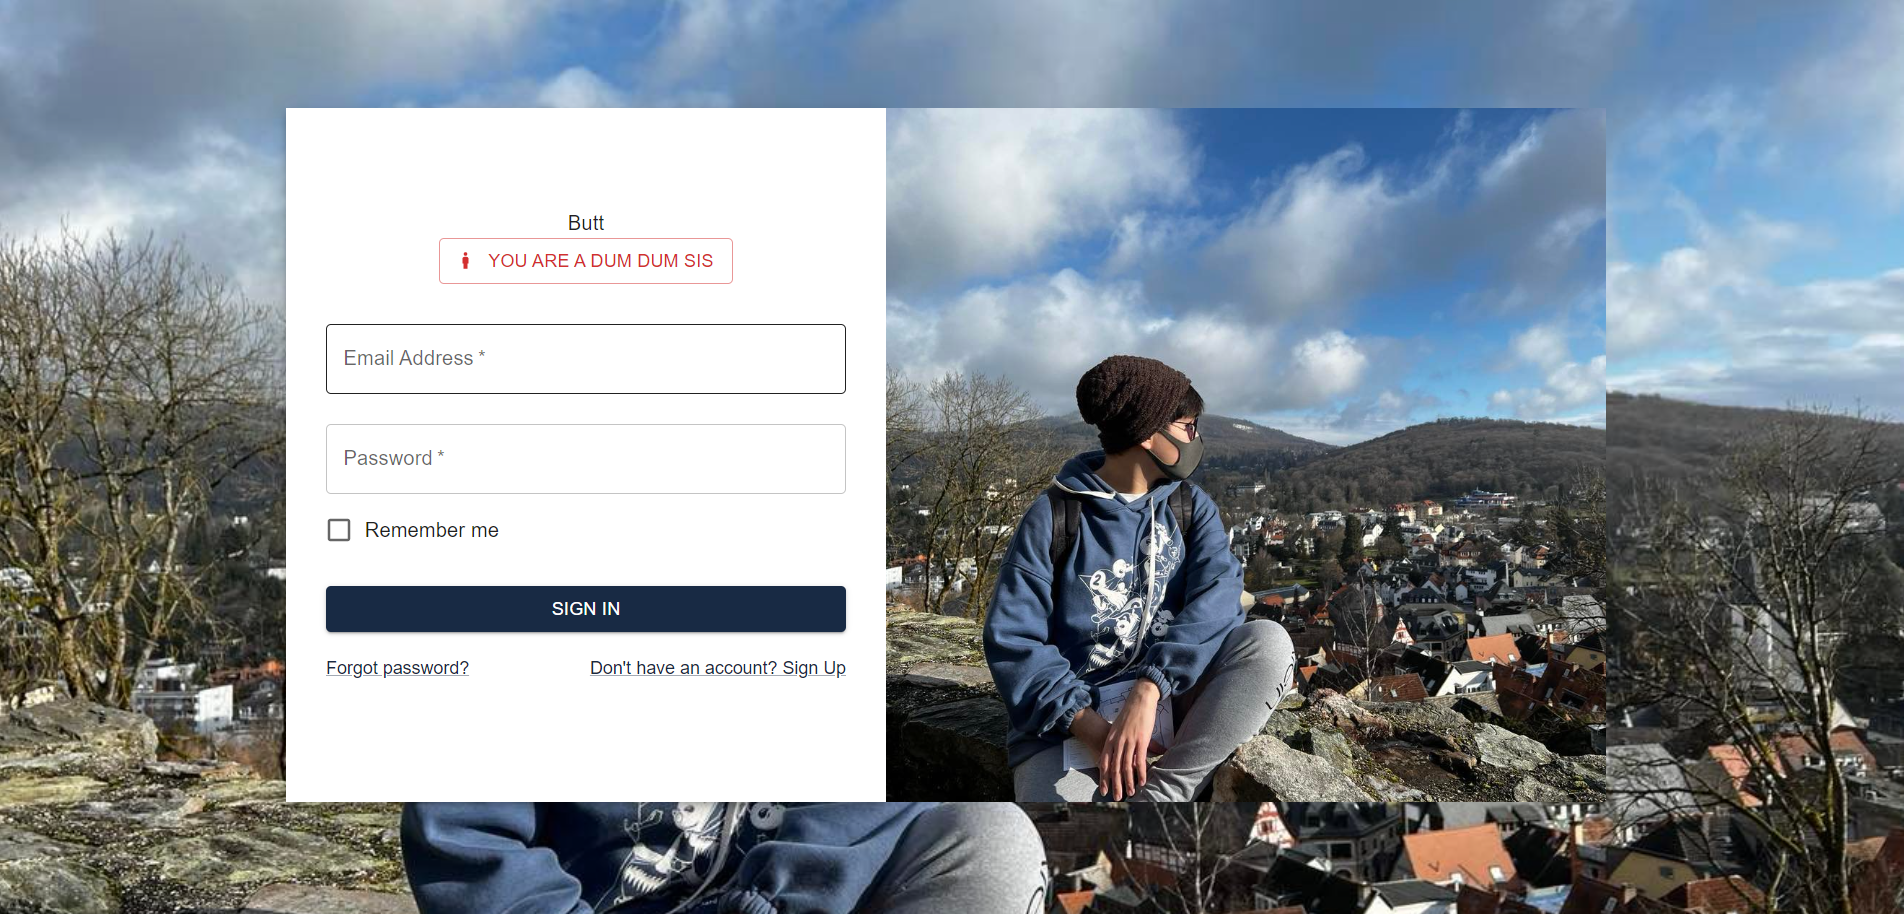 Butt
YOU ARE A DUM DUM SIS
Email Address *
Password *
Remember me
SIGN IN
Forgot password?
Don't have an account? Sign Up
2